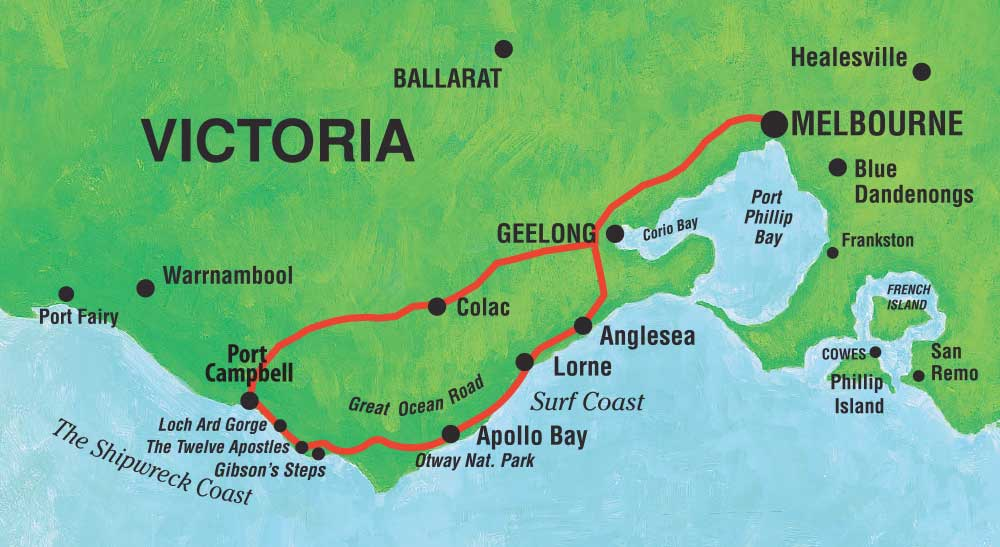 Healesville
BALLARAT
VICTORIA
MELBOURNE
Blue
Dandenongs
Port
Phillip
Bay
GEELONG
Corio Bay
Frankston
Warrnambool
Port Fairy
Colac
FRENCH
ISLAND
Anglesea
Port
Campbell
Lorne
COWES
San
Remo
Phillip
Island
Great Ocean Road
Surf Coast
Loch Ard Gorge
The Twelve Apostles
Gibson's Steps
Apollo Bay
Otway Nat. Park
The Shipwreck Coast